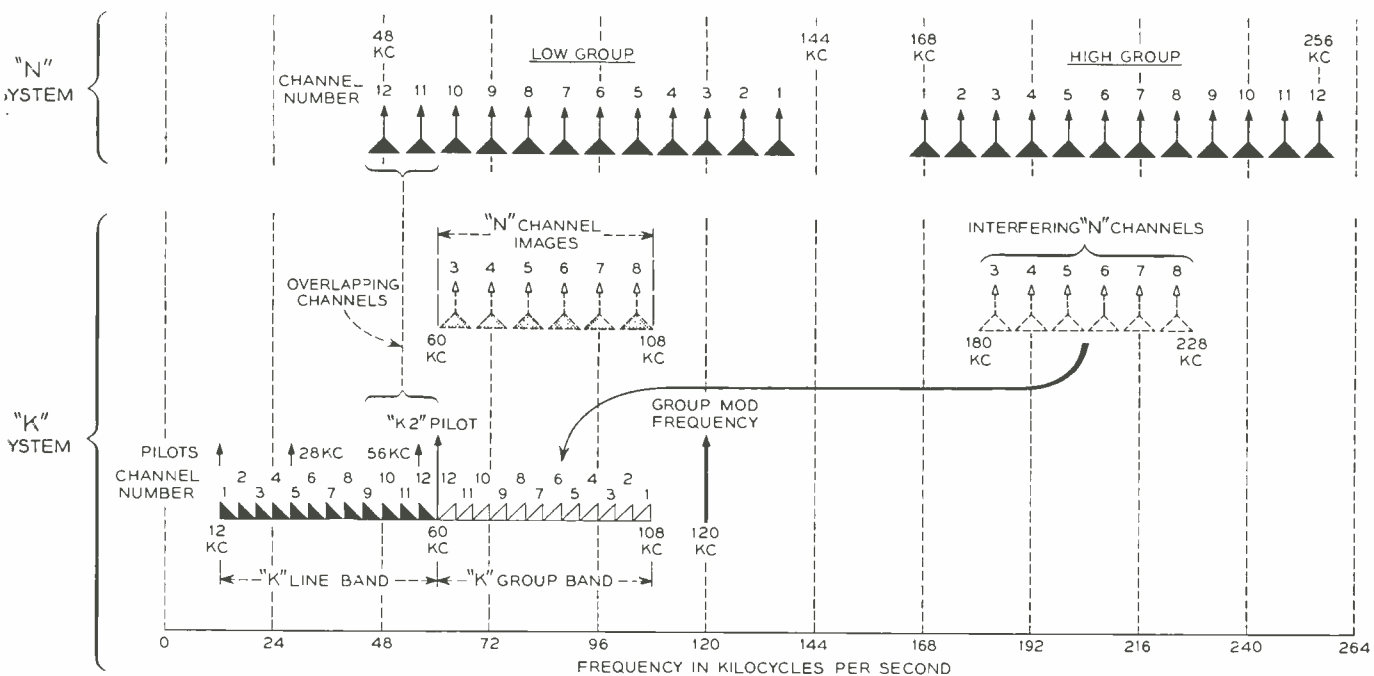 "N"
YSTEM
48
KC
LOW GROUP
144
KC
168
KC
HIGH GROUP
256
KC
CHANNEL
NUMBER
12 11 10 9 8 7 6 5 4 3 2 1
1 2 3 4 5 6 7 8 9 10 11 12
"N" CHANNEL
IMAGES
3 4 5 6 7 8
60
KC
108
KC
INTERFERING "N" CHANNELS
3 4 5 6 7 8
180
KC
228
KC
OVERLAPPING
CHANNELS
"K"
YSTEM
"K2" PILOT
GROUP MOD
FREQUENCY
PILOTS
28KC
56KC
CHANNEL
NUMBER
2 4 6 8 10 12 12 10 8 6 4 2
1 3 5 7 9 11 11 9 7 5 3 1
12
KC
60
KC
108
KC
120
KC
"K" LINE BAND
"K" GROUP BAND
0 24 48 72 96 120 144 168 192 216 240 264
FREQUENCY IN KILOCYCLES PER SECOND